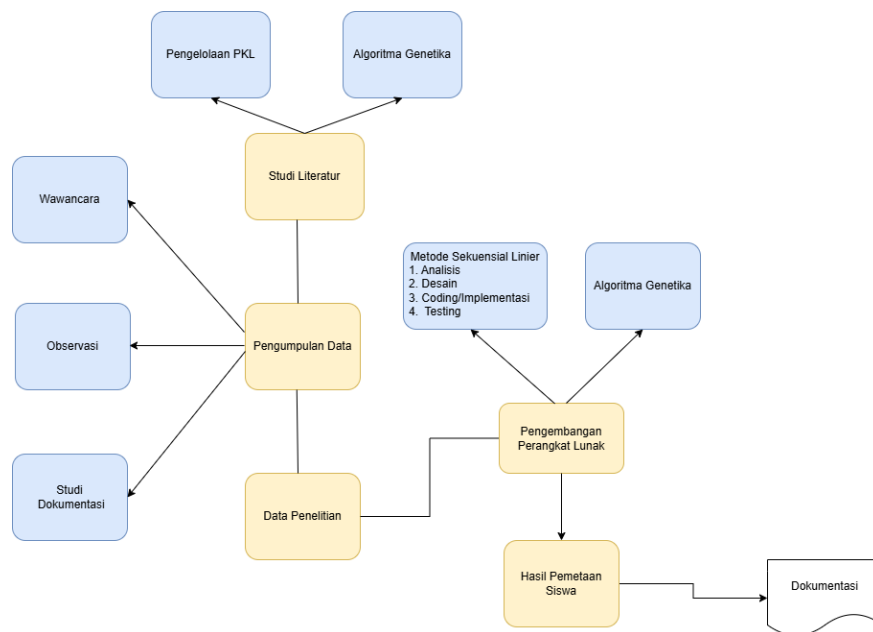 Pengelolaan PKL
Algoritma Genetika
Studi Literatur
Wawancara
Metode Sekuensial Linier
1. Analisis
2. Desain
3. Coding/Implementasi
4. Testing
Algoritma Genetika
Observasi
Pengumpulan Data
Pengembangan
Perangkat Lunak
Studi
Dokumentasi
Data Penelitian
Hasil Pemetaan
Siswa
Dokumentasi